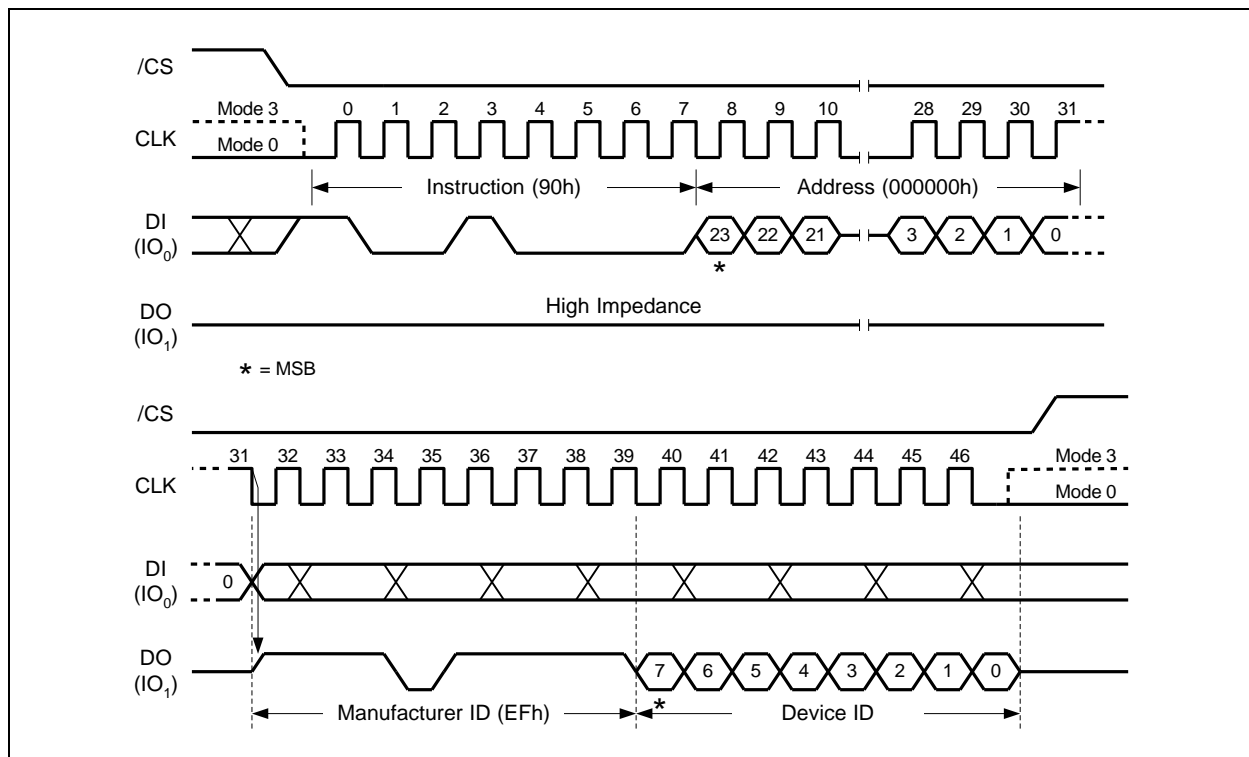 /CS
Mode 3
0 1 2 3 4 5 6 7 8 9 10 28 29 30 31
CLK
Mode 0
Instruction (90h) Address (000000h)
DI
(IO0)
23 22 21 3 2 1 0
*
High Impedance
DO
(IO1)
* = MSB
/CS
31 32 33 34 35 36 37 38 39 40 41 42 43 44 45 46 Mode 3
CLK
Mode 0
DI
(IO0)
0
DO
(IO1)
7 6 5 4 3 2 1 0
*
Manufacturer ID (EFh) Device ID